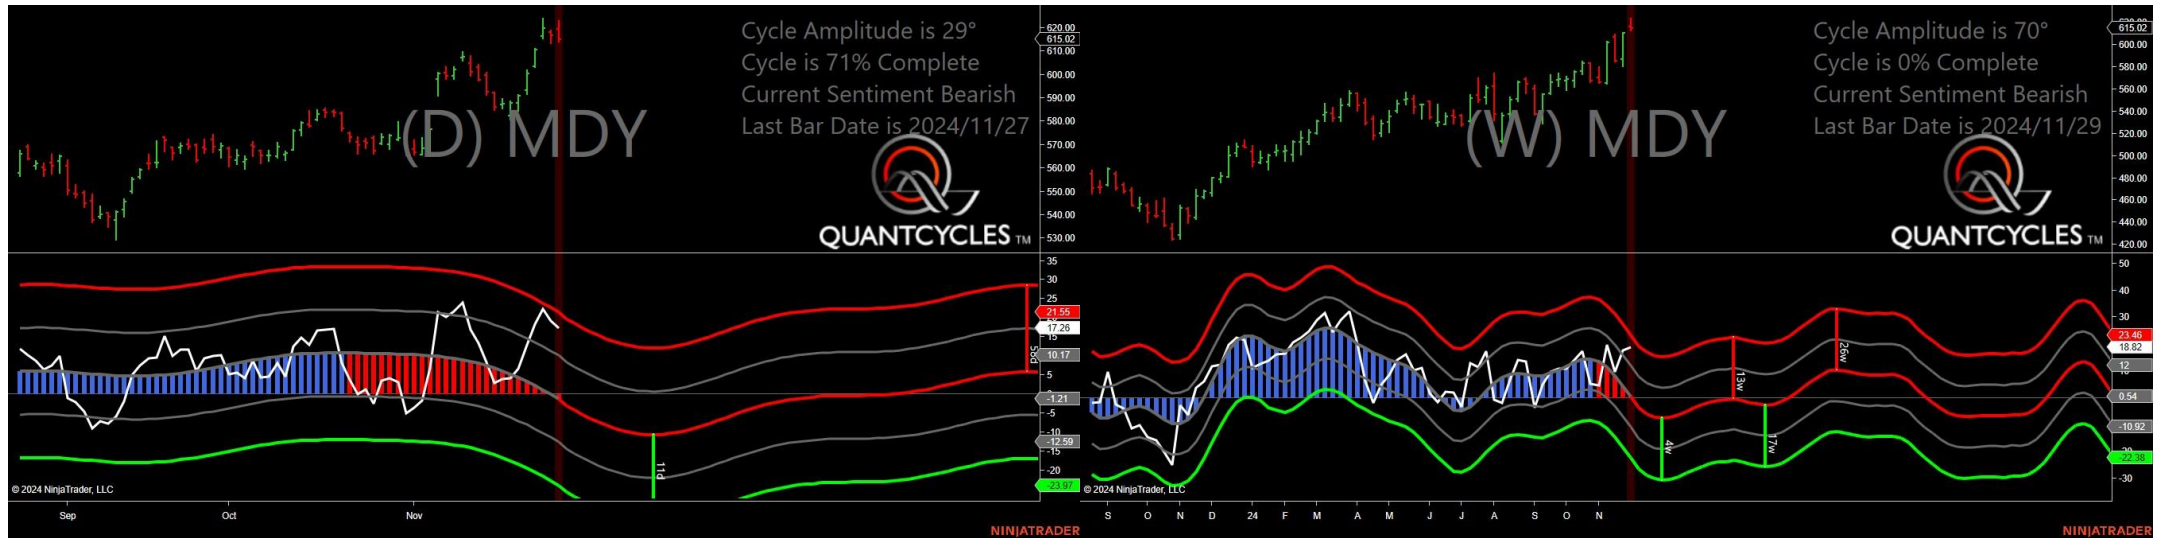 Cycle Amplitude is 29°
Cycle is 71% Complete
Current Sentiment Bearish
Last Bar Date is 2024/11/27
(D) MDY
QUANTCYCLES TM
620.00
615.02
610.00
600.00
590.00
580.00
570.00
560.00
550.00
540.00
530.00
35
30
25
21.55
17.26
15
58d
10.17
5
-1.21
-5
-10
-12.59
-15
-20
-23.97
11d
© 2024 NinjaTrader, LLC
Sep Oct Nov
NINJATRADER
Cycle Amplitude is 70°
Cycle is 0% Complete
Current Sentiment Bearish
Last Bar Date is 2024/11/29
(W) MDY
QUANTCYCLES TM
615.02
600.00
580.00
560.00
540.00
520.00
500.00
480.00
460.00
440.00
420.00
50
40
30
23.46
18.82
12
0.54
-10.92
-22.38
-30
13w
26w
4w
17w
© 2024 NinjaTrader, LLC
S O N D 24 F M A M J J A S O N
NINJATRADER